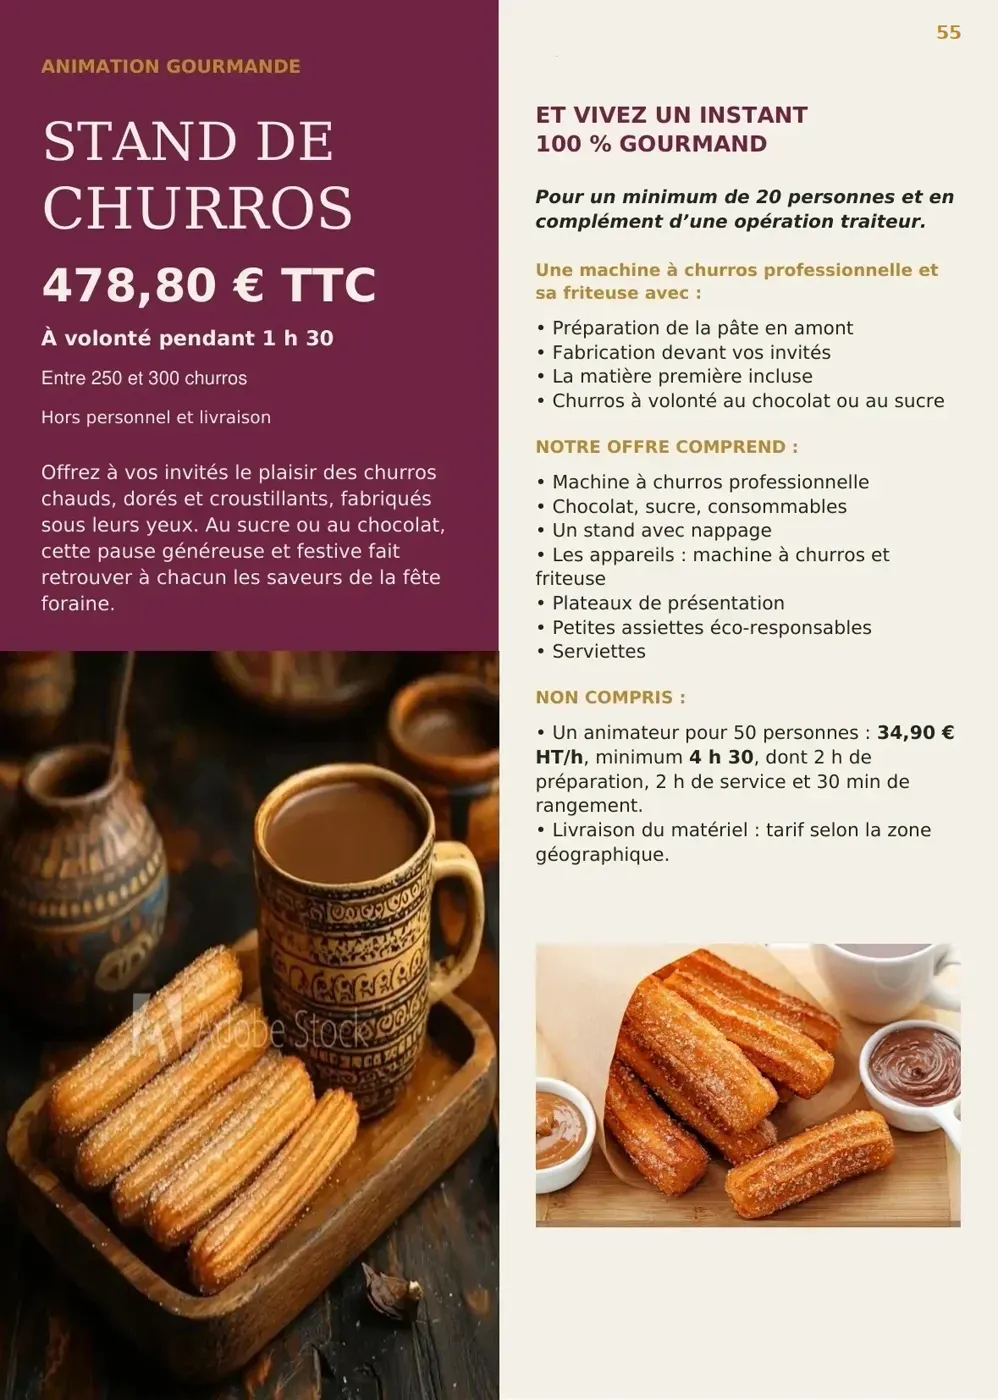 55
ANIMATION GOURMANDE
STAND DE
CHURROS
478,80 € TTC
À volonté pendant 1 h 30
Entre 250 et 300 churros
Hors personnel et livraison
Offrez à vos invités le plaisir des churros
chauds, dorés et croustillants, fabriqués
sous leurs yeux. Au sucre ou au chocolat,
cette pause généreuse et festive fait
retrouver à chacun les saveurs de la fête
foraine.
Adobe Stock
ET VIVEZ UN INSTANT
100 % GOURMAND
Pour un minimum de 20 personnes et en
complément d’une opération traiteur.
Une machine à churros professionnelle et
sa friteuse avec :
• Préparation de la pâte en amont
• Fabrication devant vos invités
• La matière première incluse
• Churros à volonté au chocolat ou au sucre
NOTRE OFFRE COMPREND :
• Machine à churros professionnelle
• Chocolat, sucre, consommables
• Un stand avec nappage
• Les appareils : machine à churros et
friteuse
• Plateaux de présentation
• Petites assiettes éco-responsables
• Serviettes
NON COMPRIS :
• Un animateur pour 50 personnes : 34,90 €
HT/h, minimum 4 h 30, dont 2 h de
préparation, 2 h de service et 30 min de
rangement.
• Livraison du matériel : tarif selon la zone
géographique.